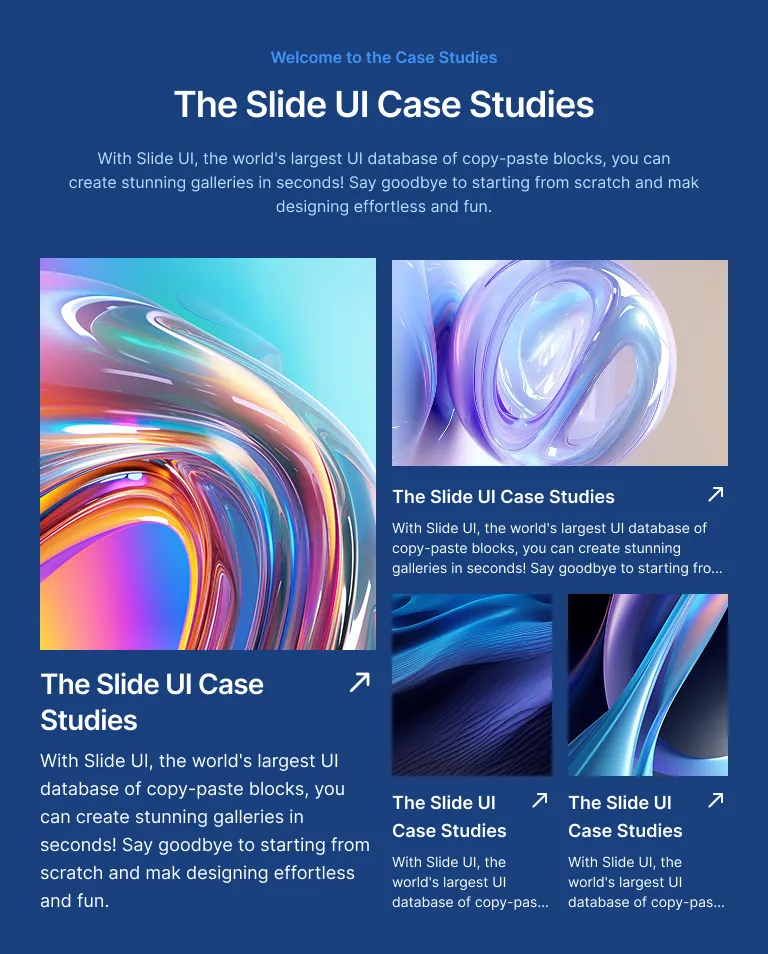 Welcome to the Case Studies
The Slide UI Case Studies
With Slide UI, the world's largest UI database of copy-paste blocks, you can
create stunning galleries in seconds! Say goodbye to starting from scratch and mak
designing effortless and fun.
The Slide UI Case
Studies
With Slide UI, the world's largest UI
database of copy-paste blocks, you
can create stunning galleries in
seconds! Say goodbye to starting from
scratch and mak designing effortless
and fun.
The Slide UI Case Studies
With Slide UI, the world's largest UI database of
copy-paste blocks, you can create stunning
galleries in seconds! Say goodbye to starting fro...
The Slide UI
Case Studies
With Slide UI, the
world's largest UI
database of copy-pas...
The Slide UI
Case Studies
With Slide UI, the
world's largest UI
database of copy-pas...